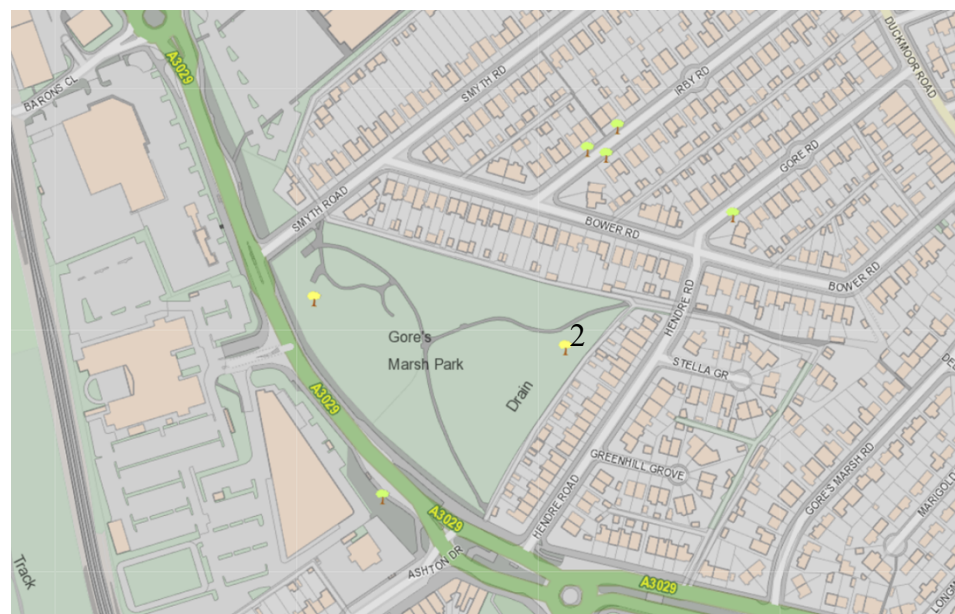 A3029
BARONS CL
SMYTH RD
IRBY RD
DUCKMOOR ROAD
GORE RD
SMYTH ROAD
BOWER RD
BOWER RD
HENDRE RD
2
Gore's
Marsh Park
STELLA GR
Drain
A3029
GREENHILL GROVE
GORE'S MARSH RD
MARIGOLD
HENDRE ROAD
A3029
ASHTON DR
Track
A3029